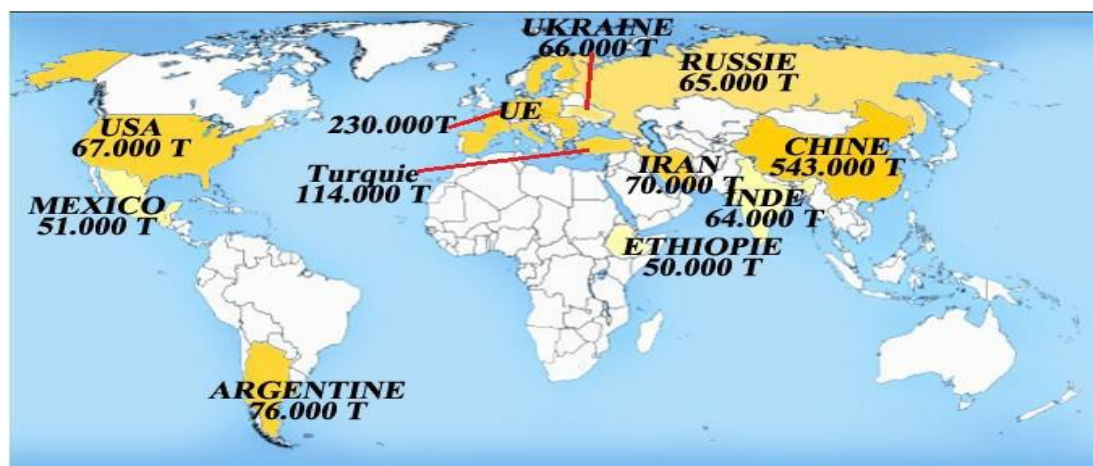 UKRAINE
66.000 T
RUSSIE
65.000 T
UE
230.000T
USA
67.000 T
CHINE
543.000 T
Turquie
114.000 T
IRAN
70.000 T
MEXICO
51.000 T
INDE
64.000 T
ETHIOPIE
50.000 T
ARGENTINE
76.000 T